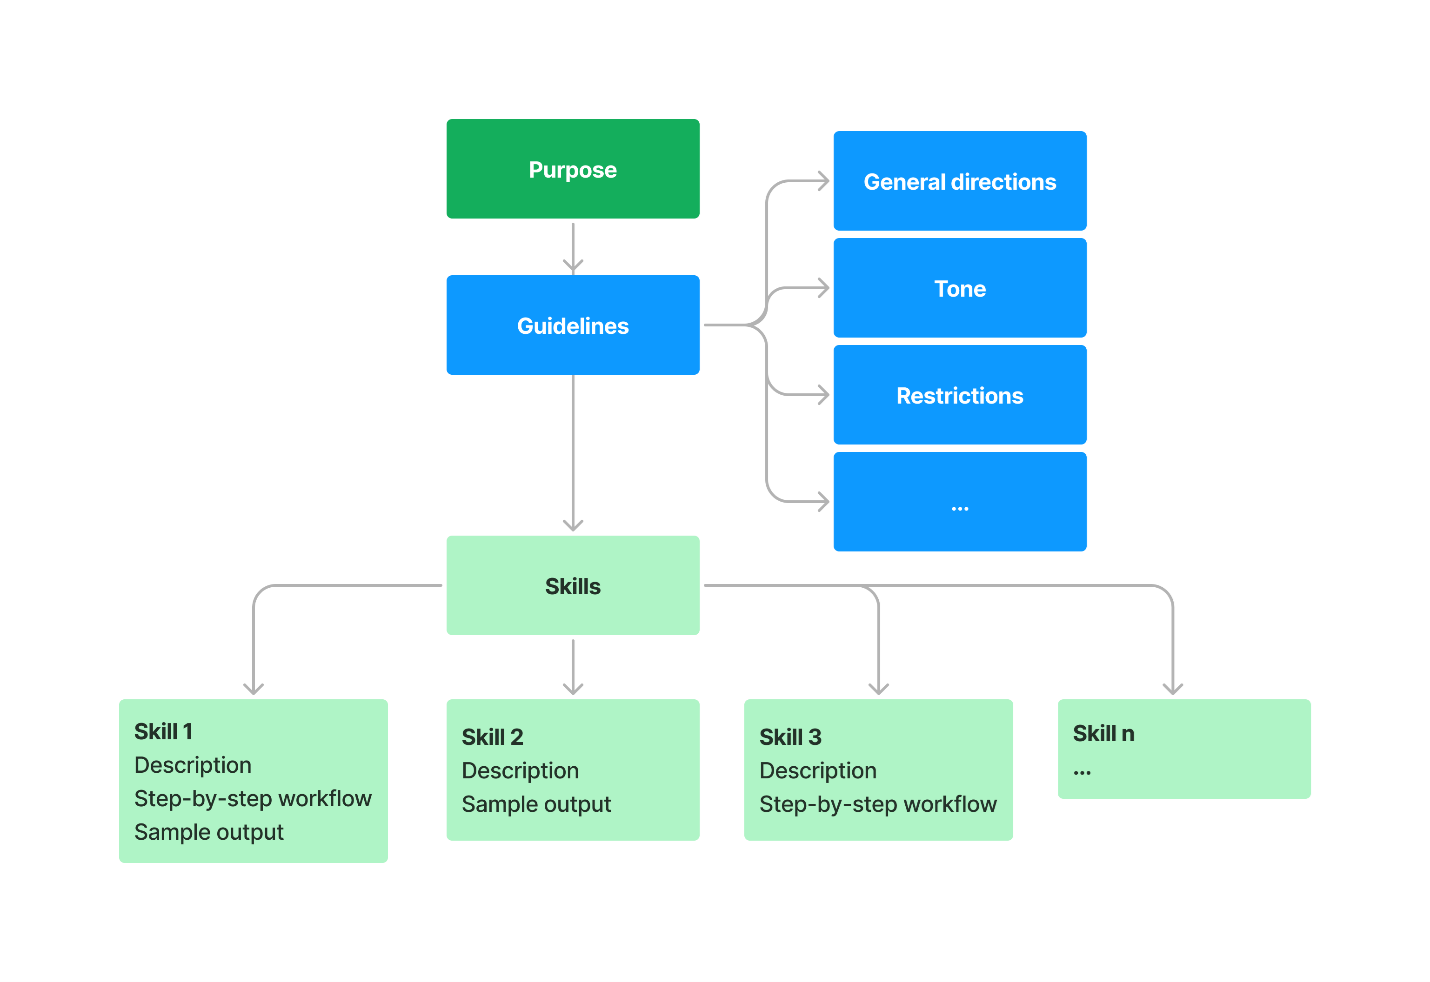 Purpose
General directions
Tone
Guidelines
Restrictions
...
Skills
Skill 1
Description
Step-by-step workflow
Sample output
Skill 2
Description
Sample output
Skill 3
Description
Step-by-step workflow
Skill n
...